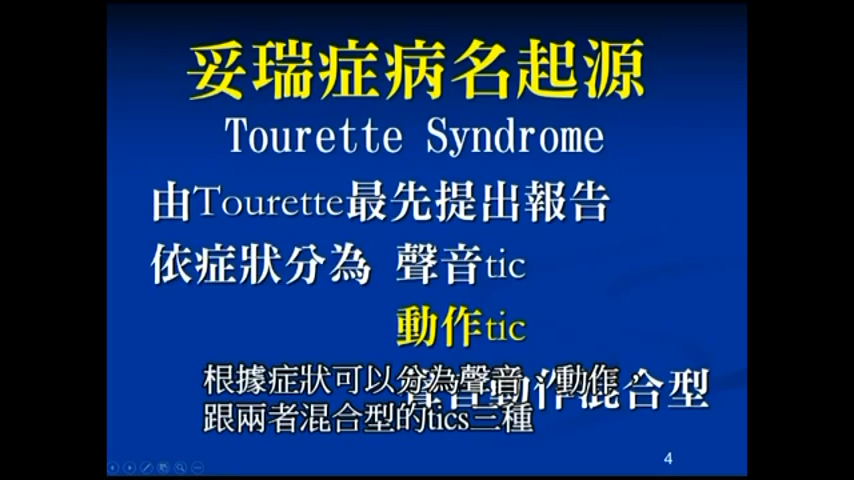 妥瑞症病名起源
Tourette Syndrome
由Tourette最先提出報告
依症狀分為 聲音tic
動作tic
聲音動作混合型
根據症狀可以分為聲音、動作，
跟兩者混合型的tics三種
4